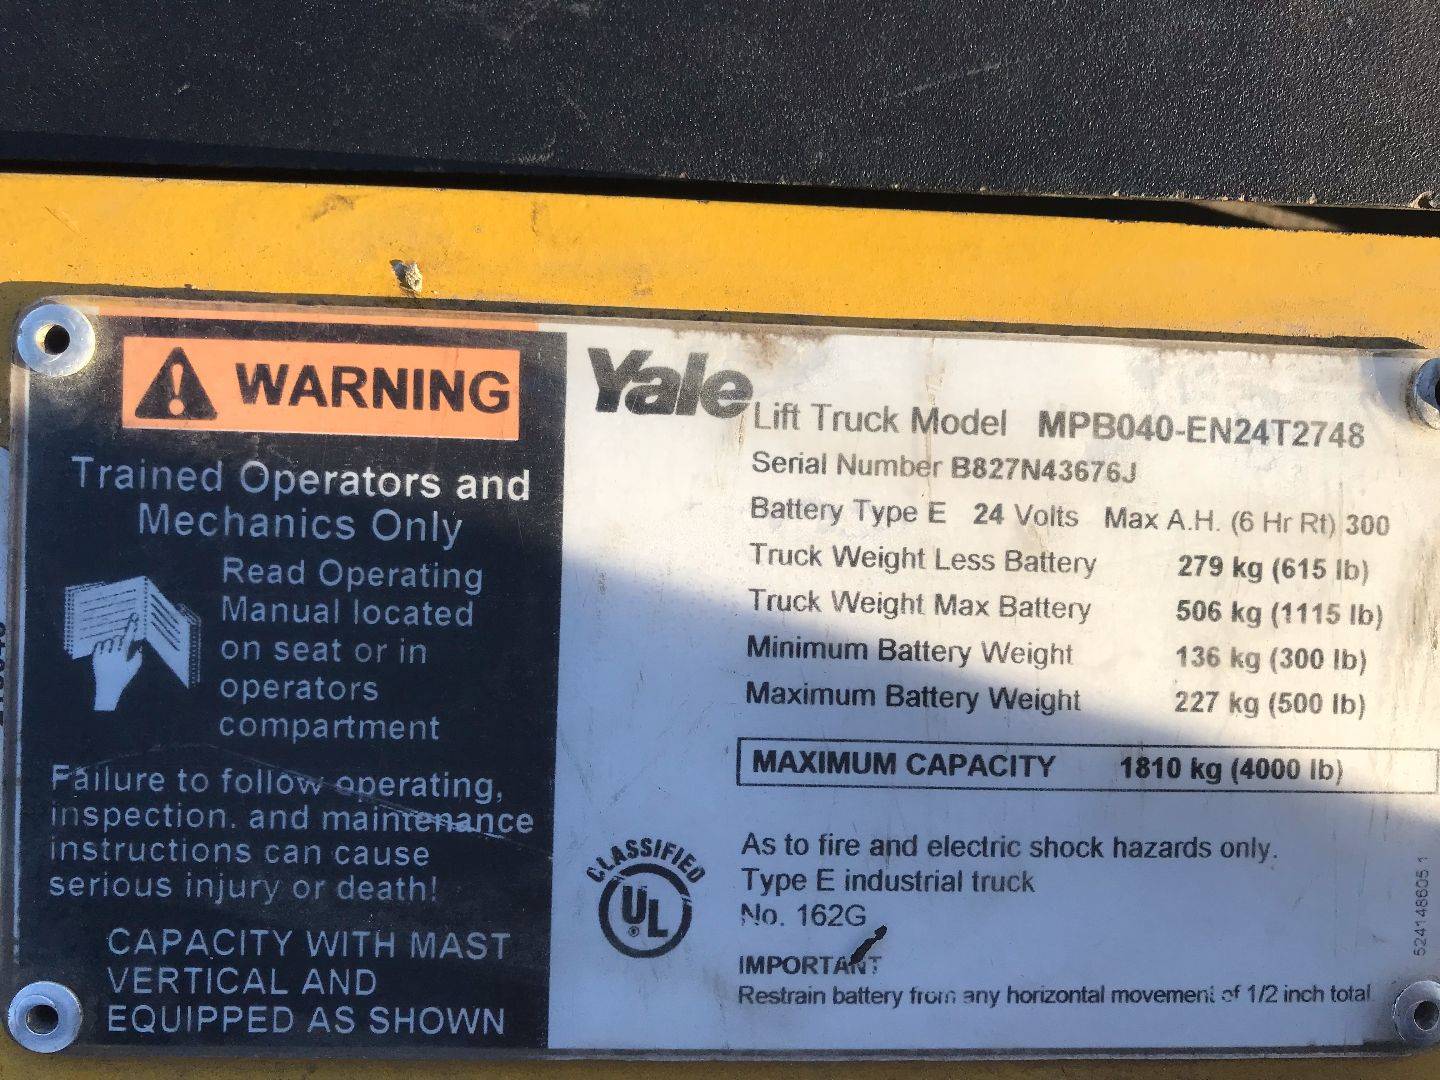 WARNING
Trained Operators and
Mechanics Only
Read Operating
Manual located
on seat or in
operators
compartment
Failure to follow operating,
inspection. and maintenance
instructions can cause
serious injury or death!
CAPACITY WITH MAST
VERTICAL AND
EQUIPPED AS SHOWN
Yale
Lift Truck Model MPB040-EN24T2748
Serial Number B827N43676J
Battery Type E 24 Volts Max A.H. (6 Hr Rt) 300
Truck Weight Less Battery 279 kg (615 lb)
Truck Weight Max Battery 506 kg (1115 lb)
Minimum Battery Weight 136 kg (300 lb)
Maximum Battery Weight 227 kg (500 lb)
MAXIMUM CAPACITY 1810 kg (4000 lb)
CLASSIFIED
UL
®
As to fire and electric shock hazards only.
Type E industrial truck
No. 162G
IMPORTANT
Restrain battery from any horizontal movement of 1/2 inch total
524148605 1